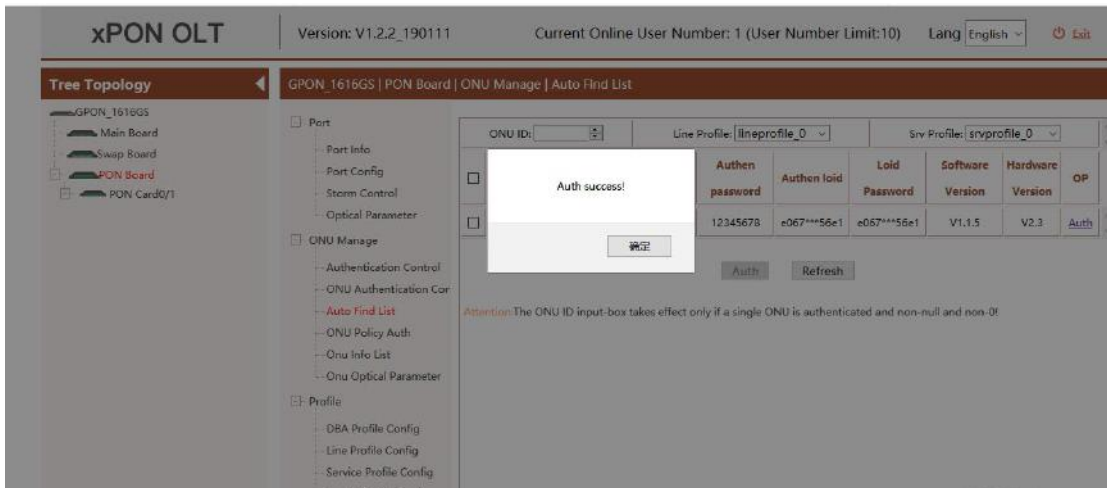 xPON OLT
Version: V1.2.2_190111
Current Online User Number: 1 (User Number Limit:10)
Lang English
Exit
Tree Topology
GPON_1616GS | PON Board | ONU Manage | Auto Find List
GPON_1616GS
Main Board
Swap Board
PON Board
PON Card0/1
Port
Port Info
Port Config
Storm Control
Optical Parameter
ONU Manage
Authentication Control
ONU Authentication Cor
Auto Find List
ONU Policy Auth
Onu Info List
Onu Optical Parameter
Profile
DBA Profile Config
Line Profile Config
Service Profile Config
ONU ID:
Line Profile: lineprofile_0
Srv Profile: srvprofile_0
Authen password
Authen loid
Loid Password
Software Version
Hardware Version
OP
12345678 e067***56e1 e067***56e1 V1.1.5 V2.3 Auth
Auth success!
确定
Auth
Refresh
Attention:The ONU ID input-box takes effect only if a single ONU is authenticated and non-null and non-0!